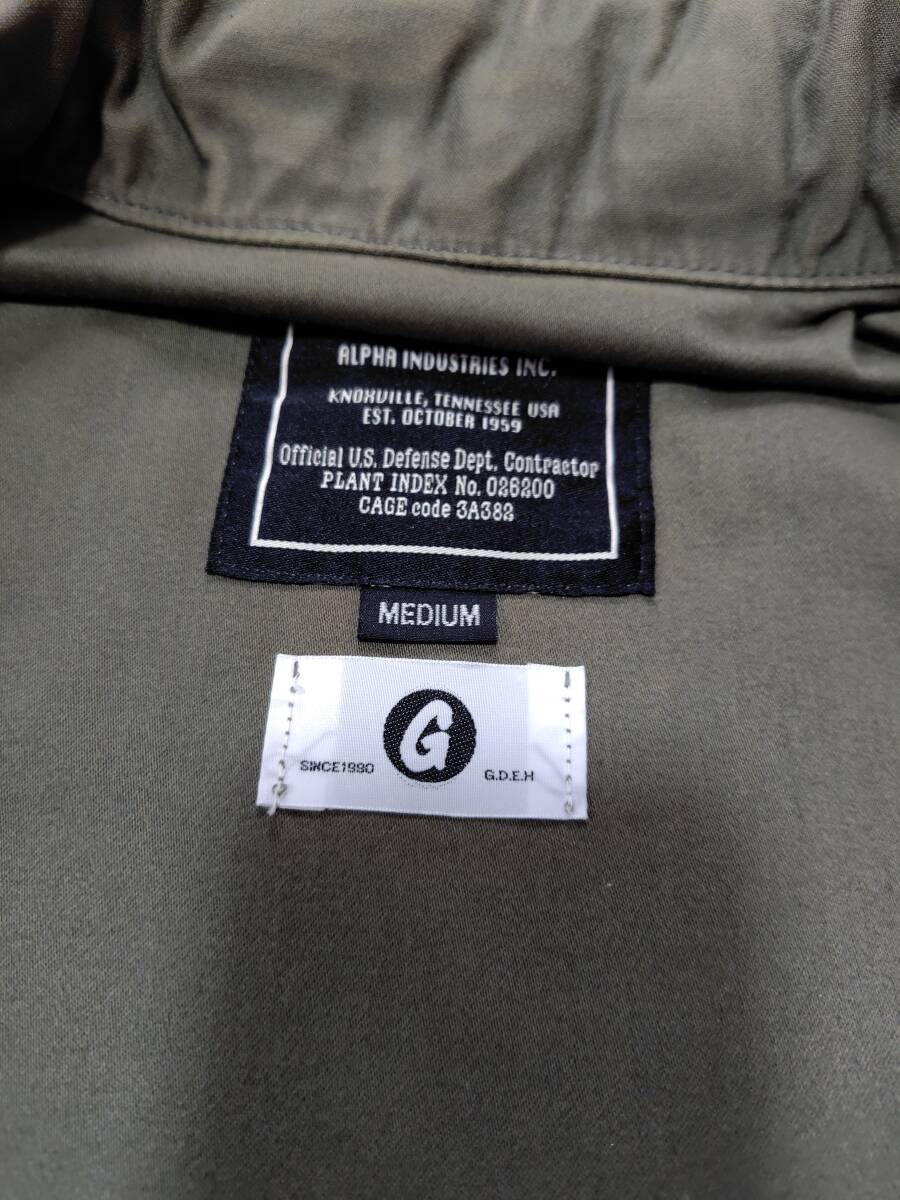 ALPHA INDUSTRIES INC.
KNOXVILLE, TENNESSEE USA
EST. OCTOBER 1959
Official U.S. Defense Dept. Contractor
PLANT INDEX No. 026200
CAGE code 3A382
MEDIUM
G
SINCE1990
G.D.E.H